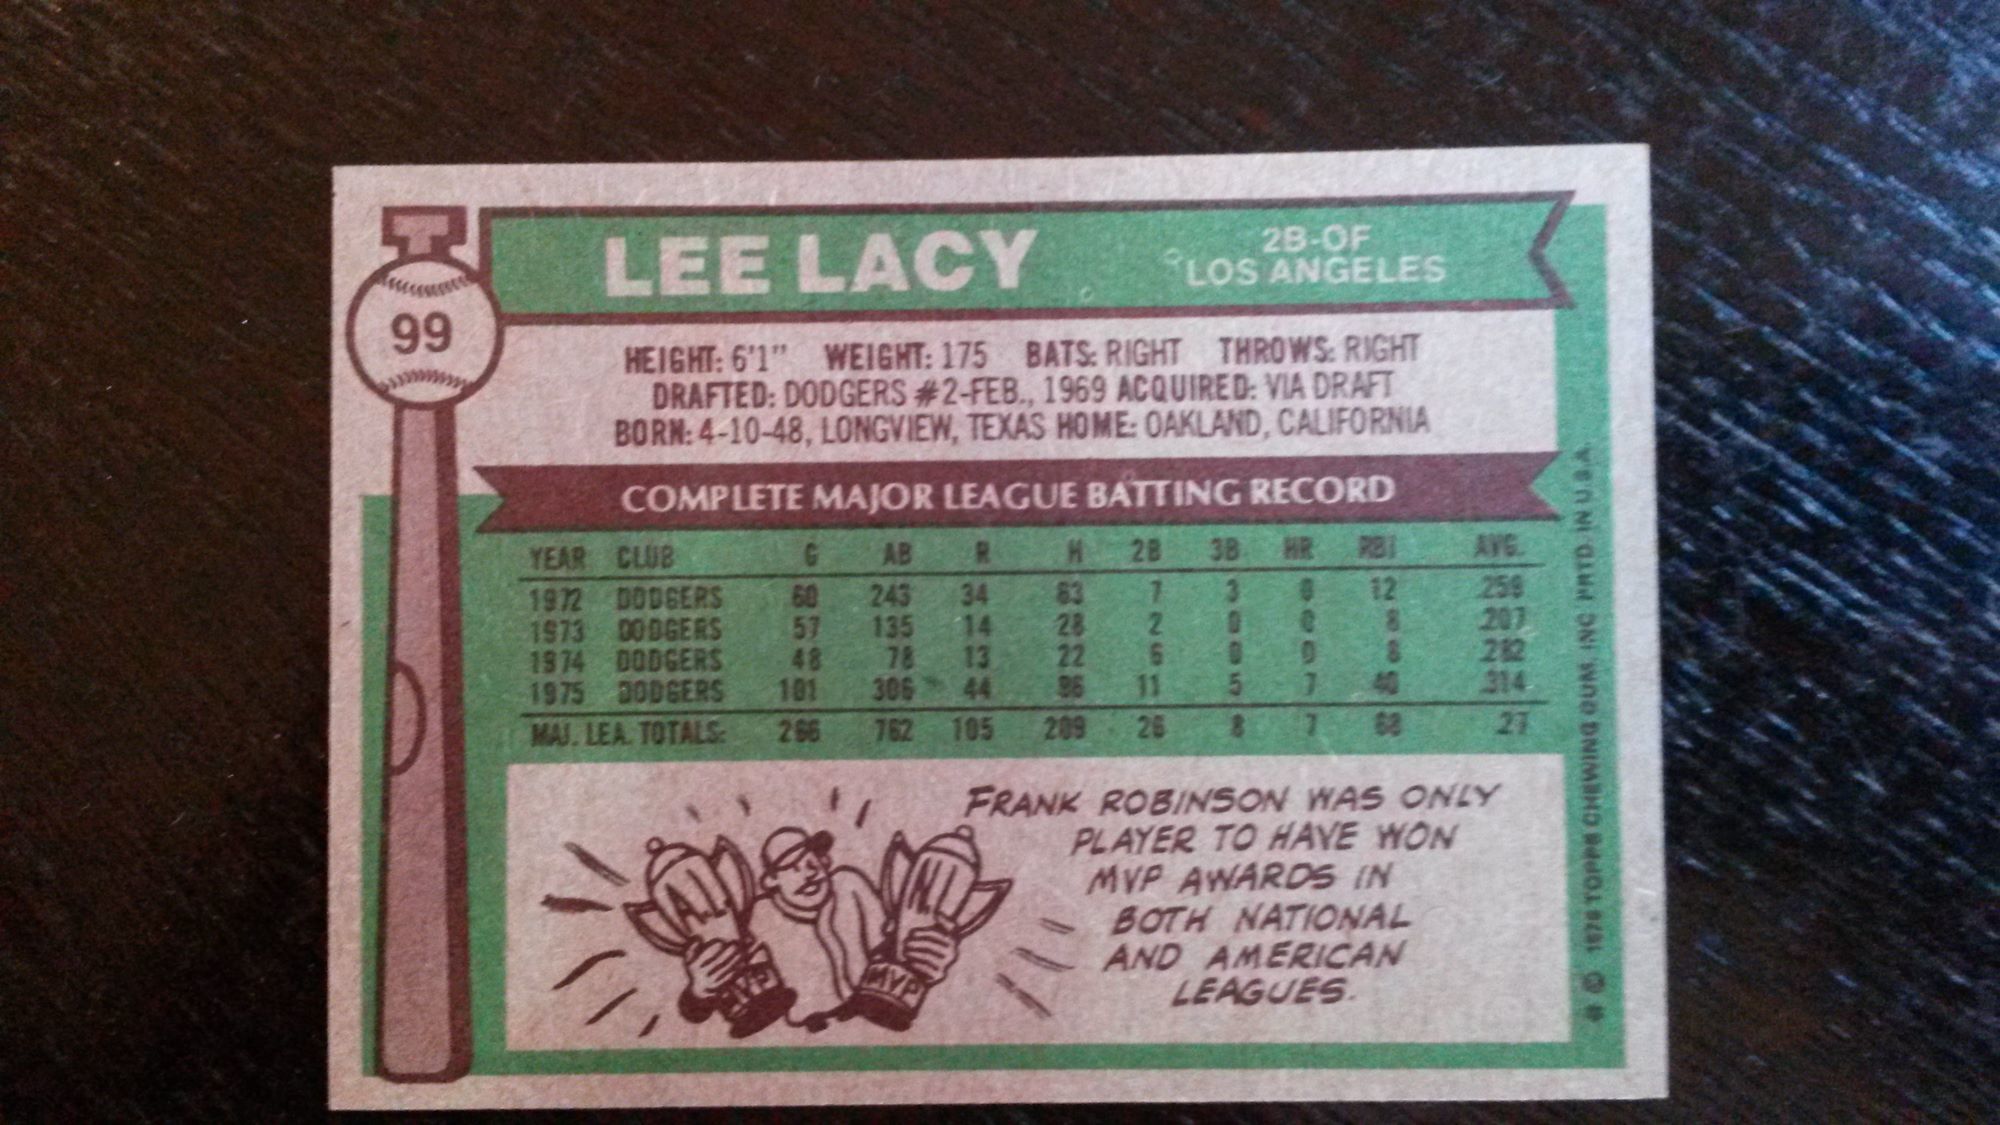 99
LEE LACY
2B-OF
LOS ANGELES
HEIGHT: 6'1" WEIGHT: 175 BATS: RIGHT THROWS: RIGHT
DRAFTED: DODGERS #2-FEB., 1969 ACQUIRED: VIA DRAFT
BORN: 4-10-48, LONGVIEW, TEXAS HOME: OAKLAND, CALIFORNIA
COMPLETE MAJOR LEAGUE BATTING RECORD
YEAR CLUB G AB R H 2B 3B HR RBI AVG.
1972 DODGERS 60 243 34 63 7 3 0 12 .259
1973 DODGERS 57 135 14 28 2 0 0 8 .207
1974 DODGERS 48 78 13 22 6 0 0 8 .282
1975 DODGERS 101 306 44 96 11 5 7 40 .314
MAJ. LEA. TOTALS: 266 762 105 209 26 8 7 68 .27
FRANK ROBINSON WAS ONLY
PLAYER TO HAVE WON
MVP AWARDS IN
BOTH NATIONAL
AND AMERICAN
LEAGUES.
A.L.
MVP
N.L.
MVP
© 1976 TOPPS CHEWING GUM, INC PRTD. IN U.S.A.